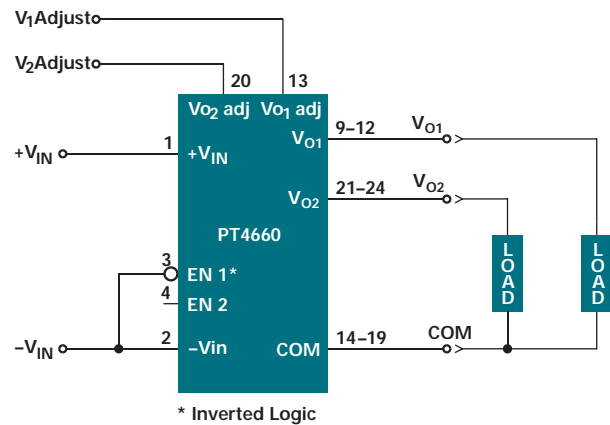 V1Adjust
V2Adjust
20 13
Vo2 adj Vo1 adj
9–12 VO1
1
+VIN +VIN VO1
21–24 VO2
VO2
PT4660
3
EN 1*
4
EN 2
LOAD LOAD
2 14–19 COM
–VIN –Vin COM
* Inverted Logic